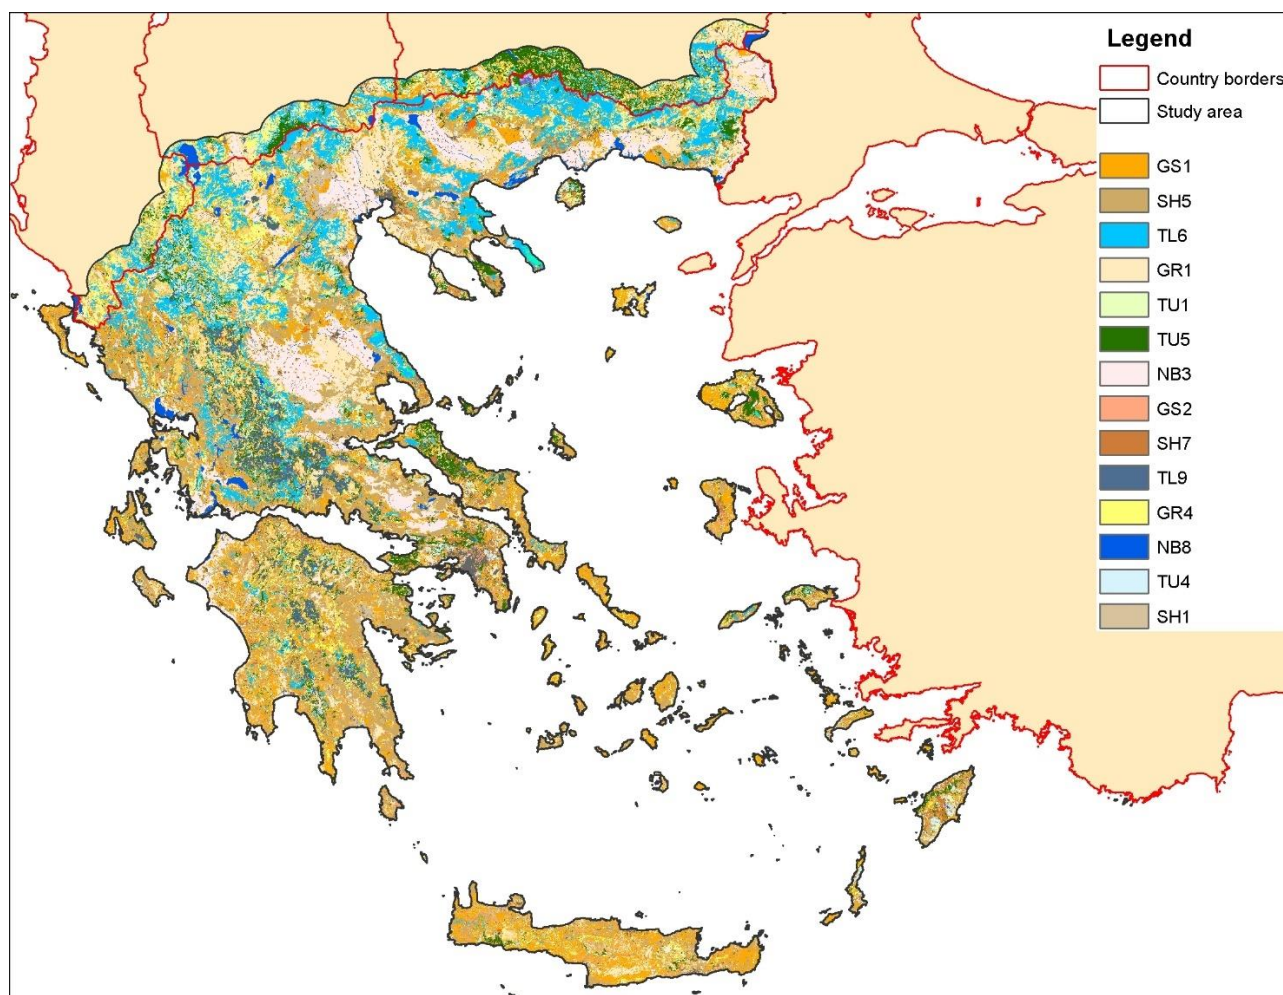 Legend
Country borders
Study area
GS1
SH5
TL6
GR1
TU1
TU5
NB3
GS2
SH7
TL9
GR4
NB8
TU4
SH1